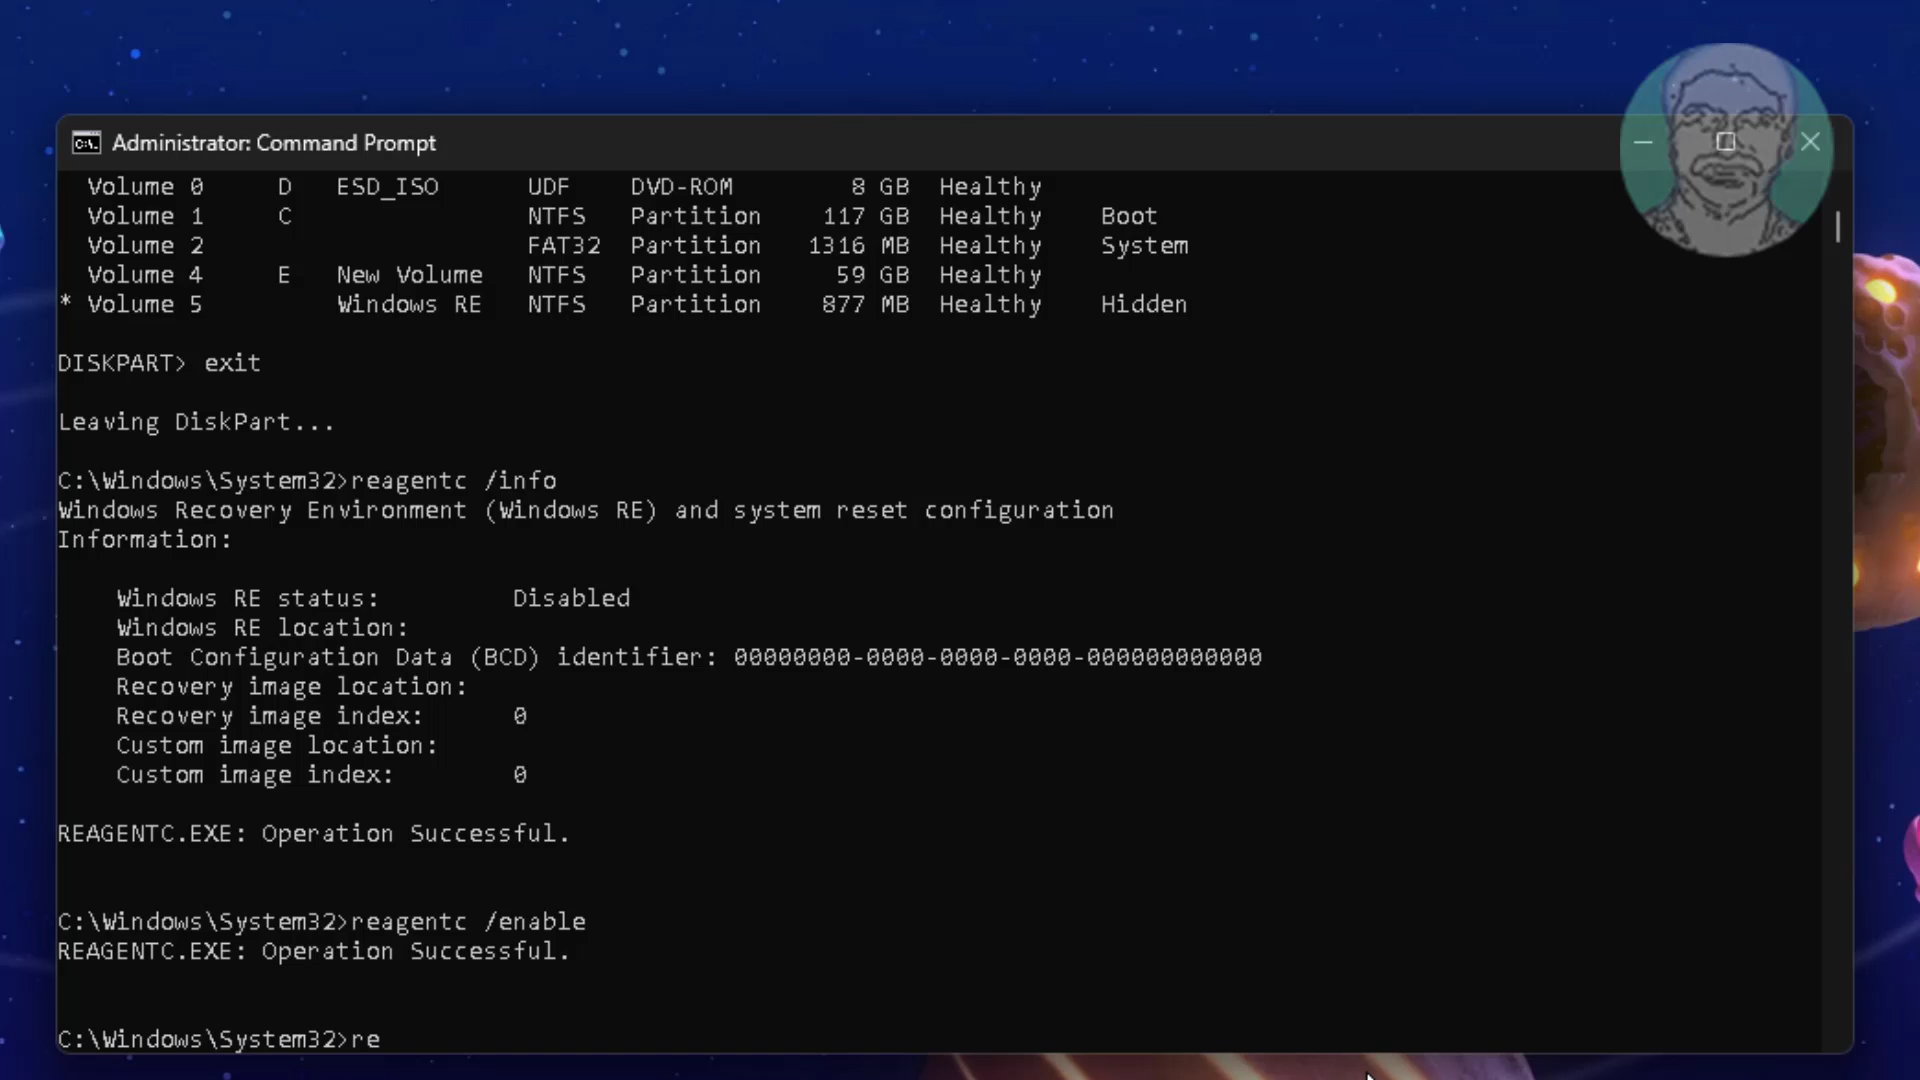 Administrator: Command Prompt
Volume 0 D ESD_ISO UDF DVD-ROM 8 GB Healthy
Volume 1 C NTFS Partition 117 GB Healthy Boot
Volume 2 FAT32 Partition 1316 MB Healthy System
Volume 4 E New Volume NTFS Partition 59 GB Healthy
* Volume 5 Windows RE NTFS Partition 877 MB Healthy Hidden
DISKPART> exit
Leaving DiskPart...
C:\Windows\System32>reagentc /info
Windows Recovery Environment (Windows RE) and system reset configuration
Information:
Windows RE status: Disabled
Windows RE location:
Boot Configuration Data (BCD) identifier: 00000000-0000-0000-0000-000000000000
Recovery image location:
Recovery image index: 0
Custom image location:
Custom image index: 0
REAGENTC.EXE: Operation Successful.
C:\Windows\System32>reagentc /enable
REAGENTC.EXE: Operation Successful.
C:\Windows\System32>re